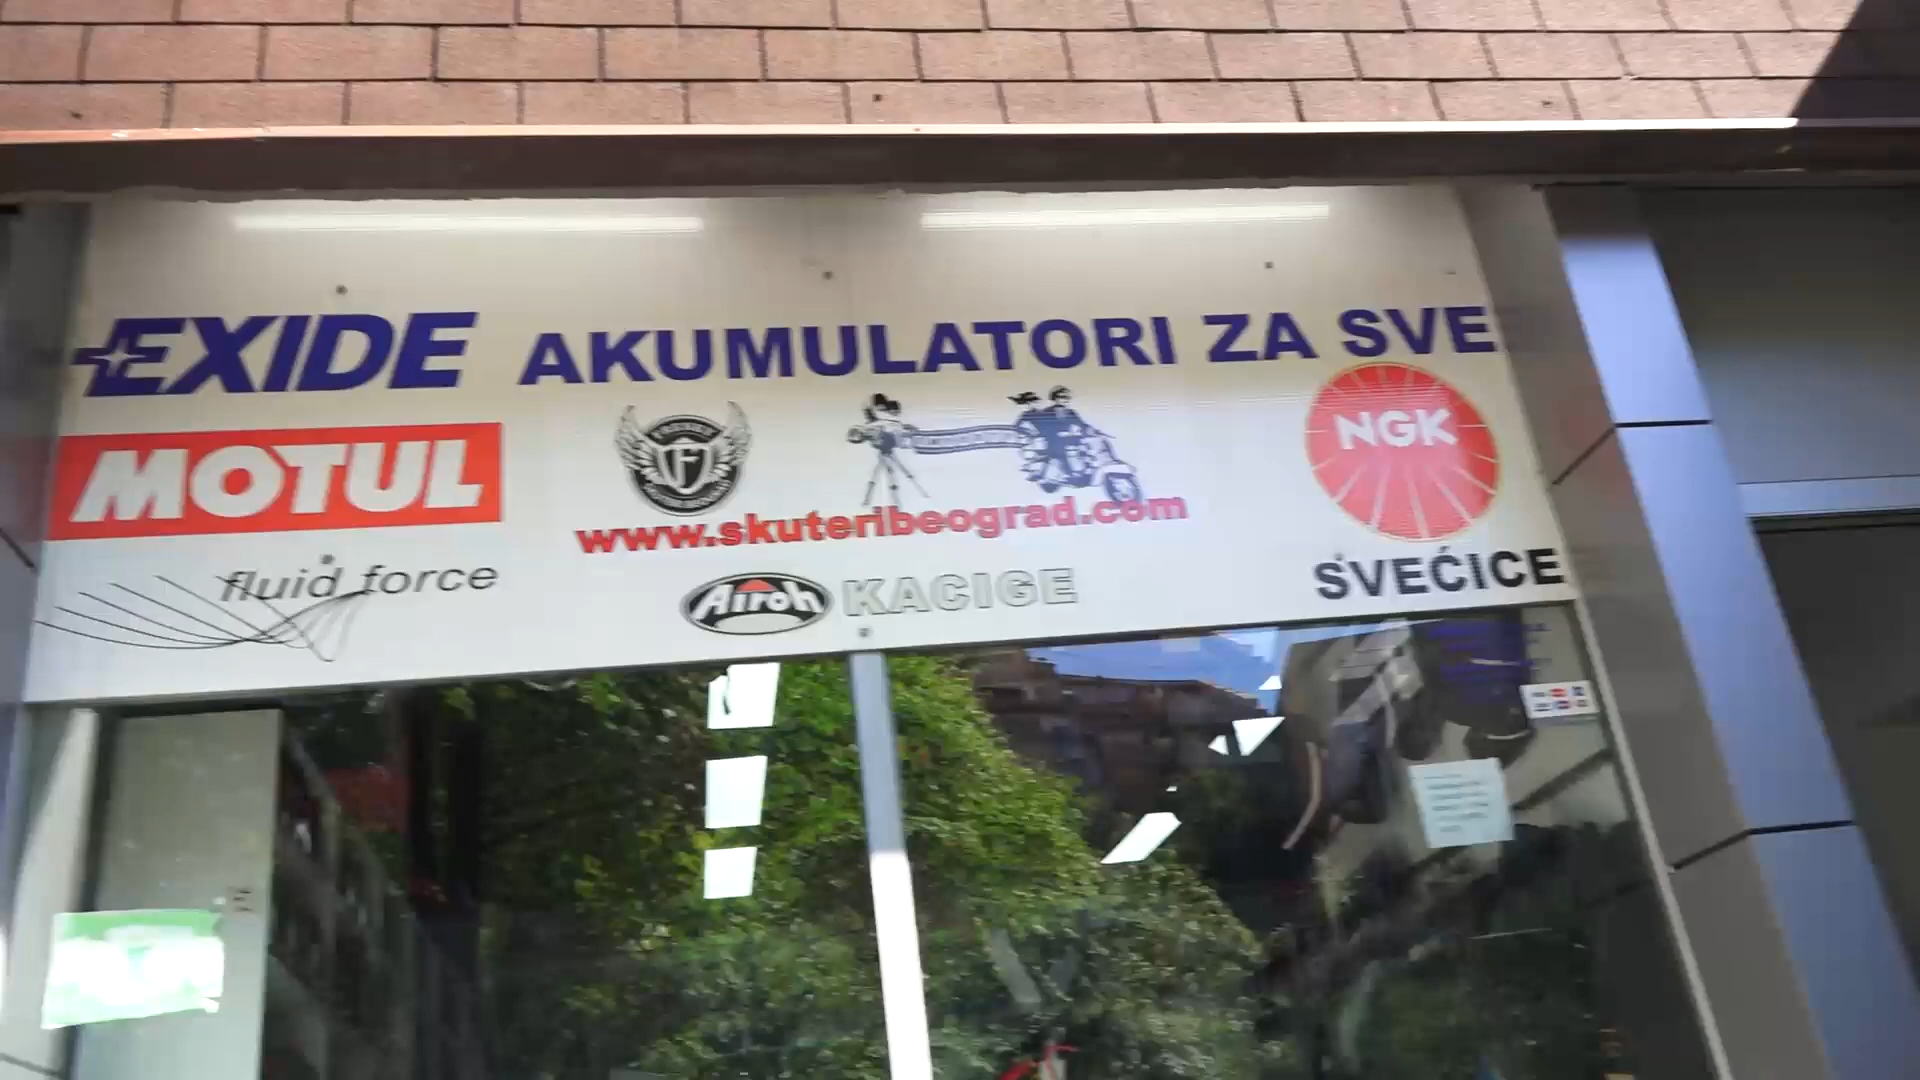 EXIDE AKUMULATORI ZA SVE
MOTUL
NGK
www.skuteribeograd.com
fluid force
Airoh KACIGE
SVEĆICE